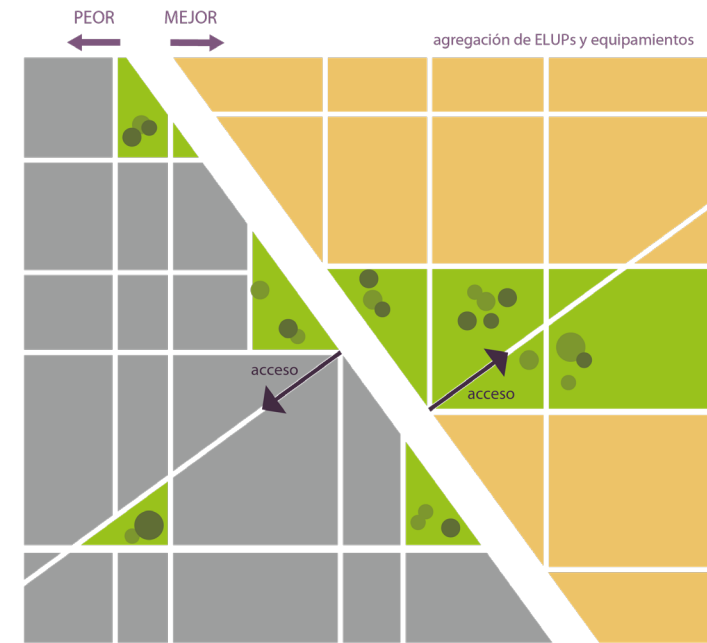 PEOR
MEJOR
agregación de ELUPs y equipamientos
acceso
acceso